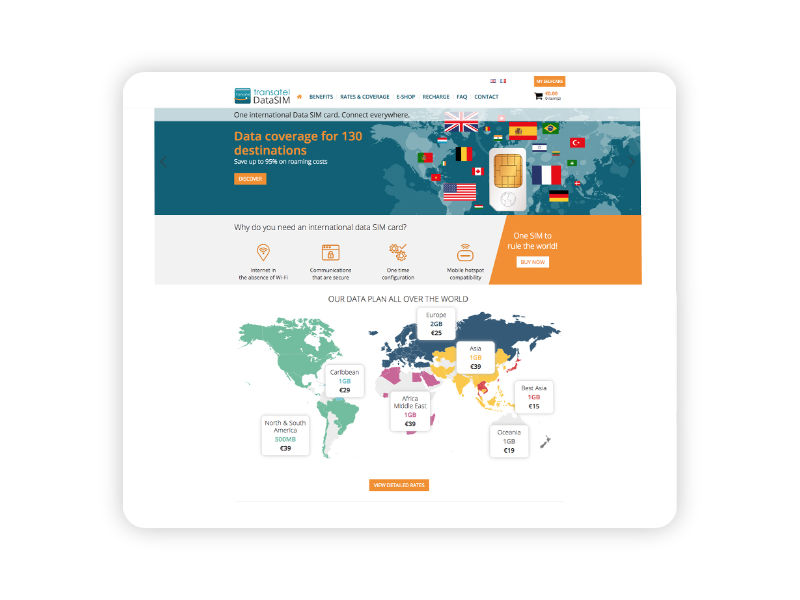 MY DATACARD
transatel
DataSIM
BENEFITS RATES & COVERAGE E-SHOP RECHARGE FAQ CONTACT
€0.00
One international Data SIM card. Connect everywhere.
Data coverage for 130
destinations
Save up to 95% on roaming costs
DISCOVER
Why do you need an international data SIM card?
One SIM to
rule the world!
BUY NOW
Internet in
the absence of Wi-Fi
Communications
that are secure
One time
configuration
Mobile hotspot
compatibility
OUR DATA PLAN ALL OVER THE WORLD
Europe
2GB
€25
Asia
1GB
€39
Caribbean
1GB
€29
Best Asia
1GB
€15
Africa
Middle East
1GB
€39
North & South
America
500MB
€39
Oceania
1GB
€19
VIEW DETAILED RATES